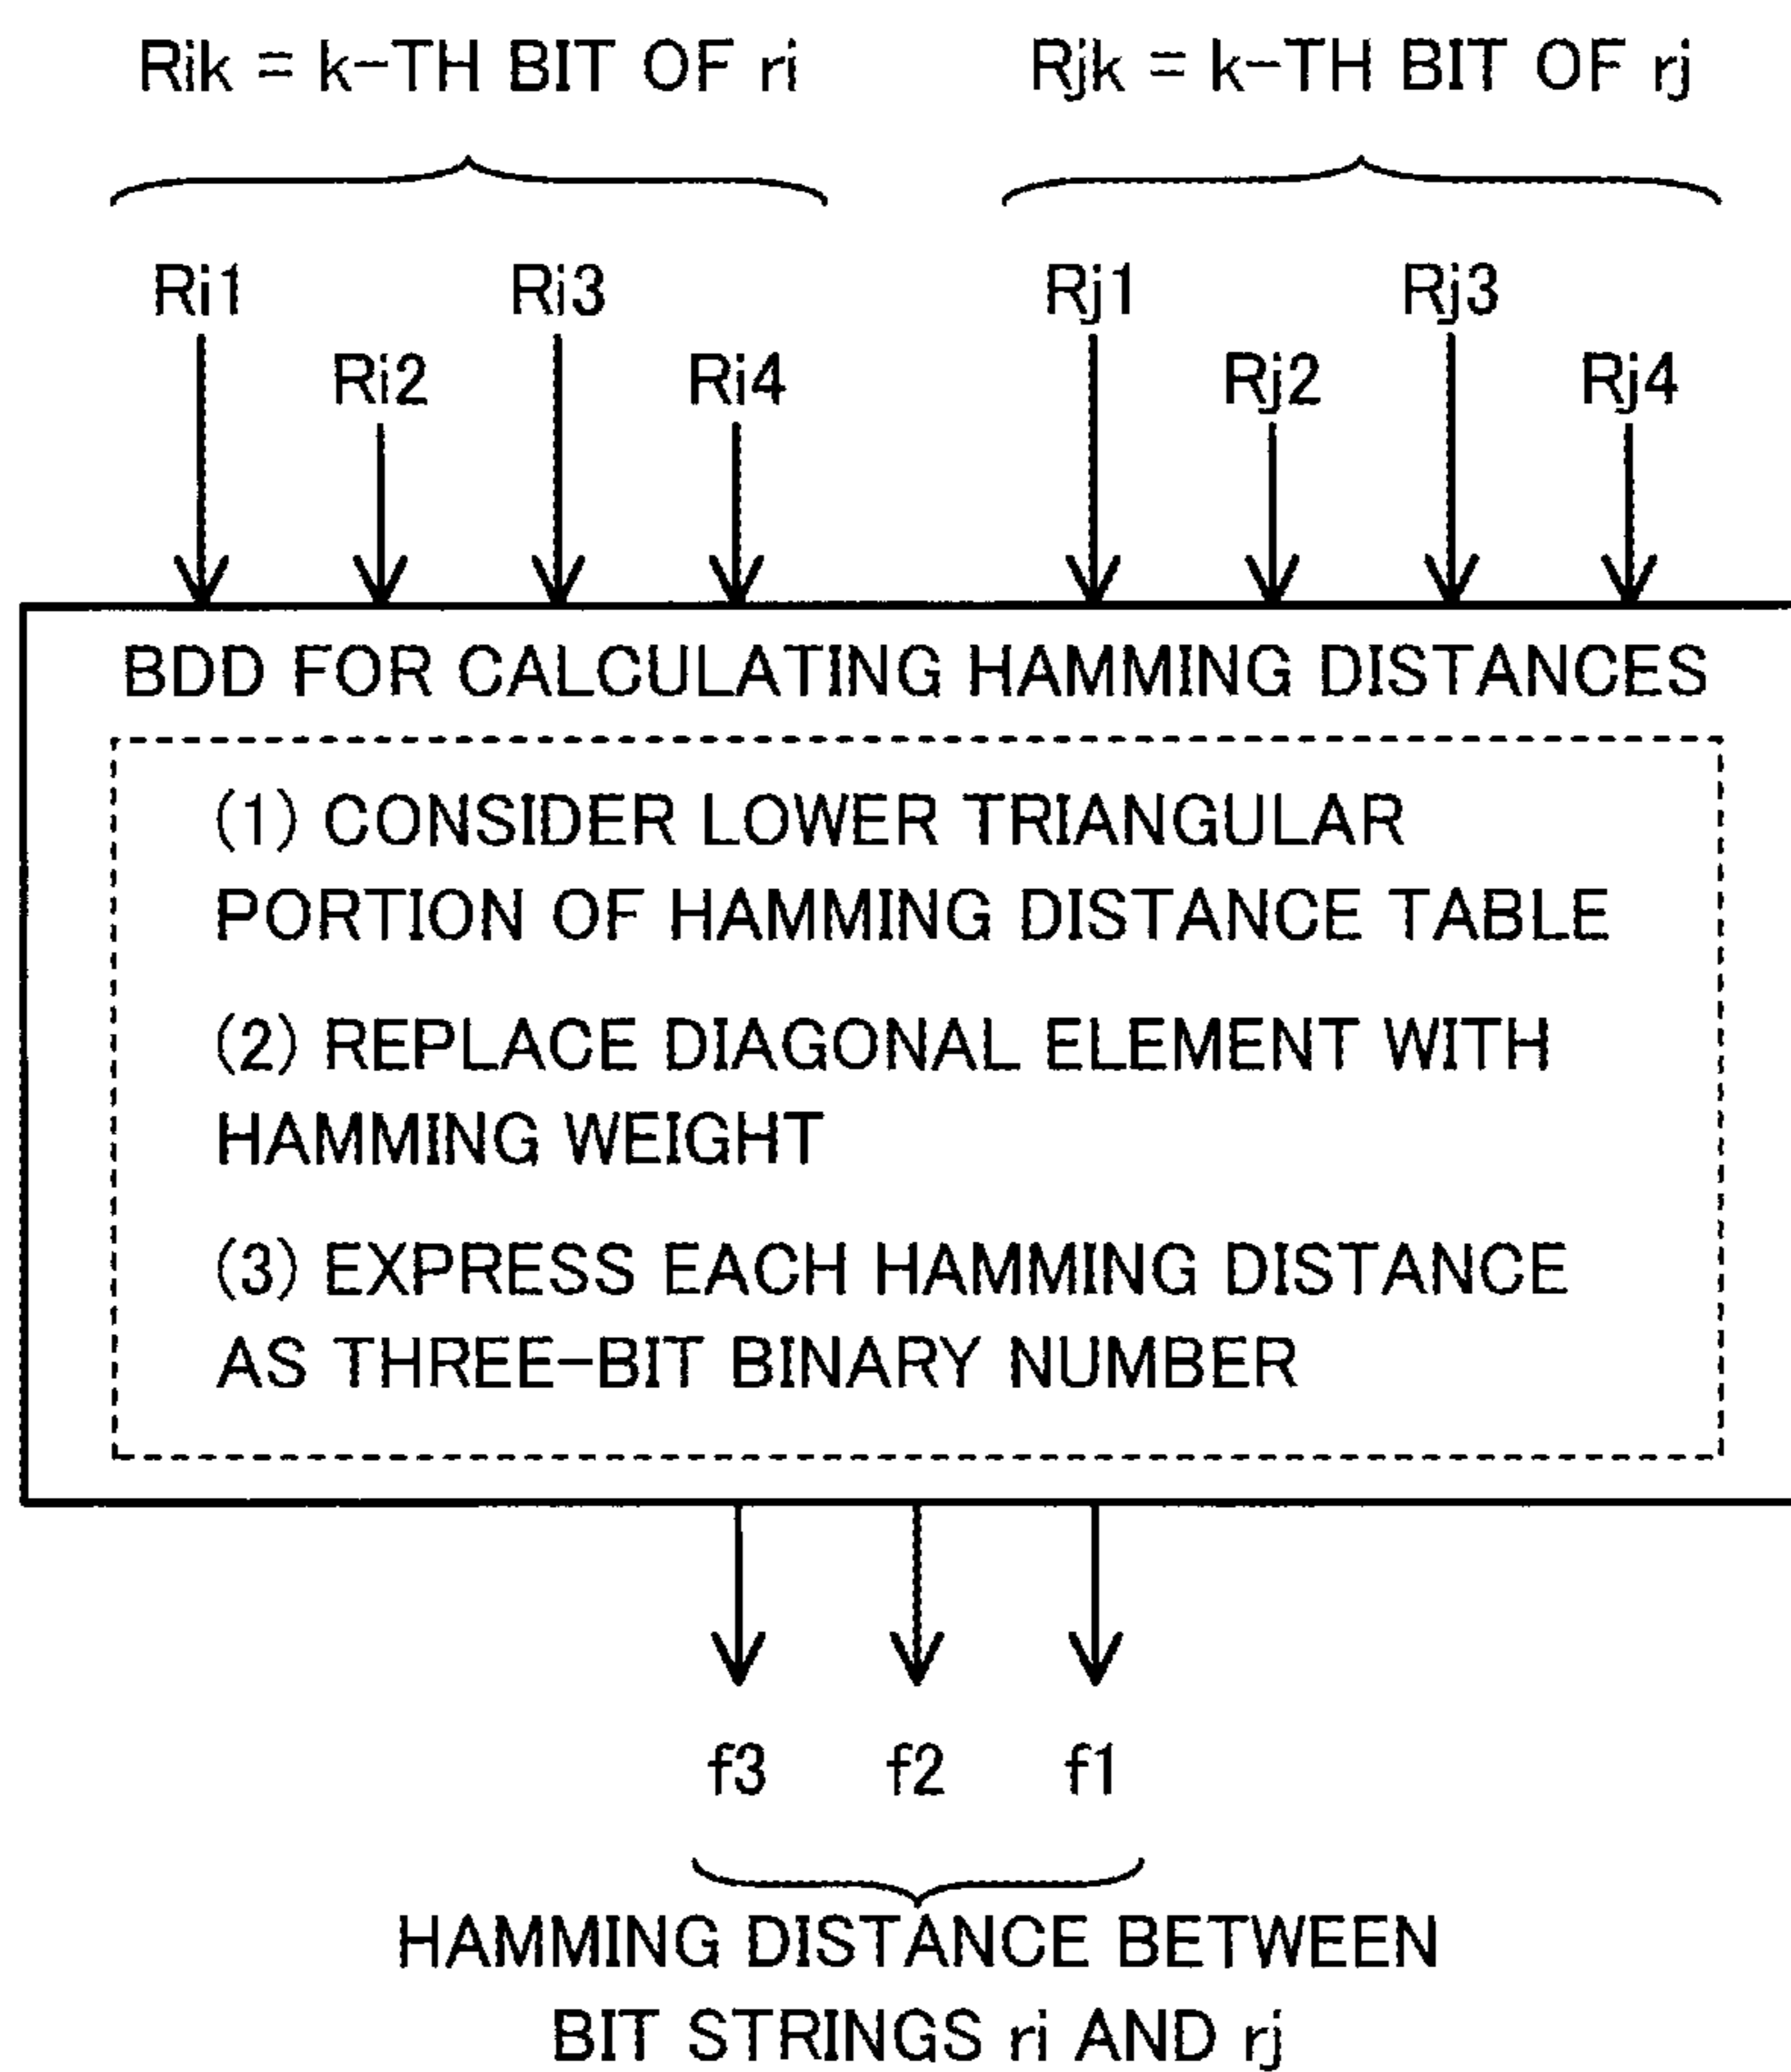 Rik = k-TH BIT OF ri
Rjk = k-TH BIT OF rj
Ri1
Ri3
Rj1
Rj3
Ri2
Ri4
Rj2
Rj4
BDD FOR CALCULATING HAMMING DISTANCES
(1) CONSIDER LOWER TRIANGULAR
PORTION OF HAMMING DISTANCE TABLE
(2) REPLACE DIAGONAL ELEMENT WITH
HAMMING WEIGHT
(3) EXPRESS EACH HAMMING DISTANCE
AS THREE-BIT BINARY NUMBER
f3
f2
f1
HAMMING DISTANCE BETWEEN
BIT STRINGS ri AND rj